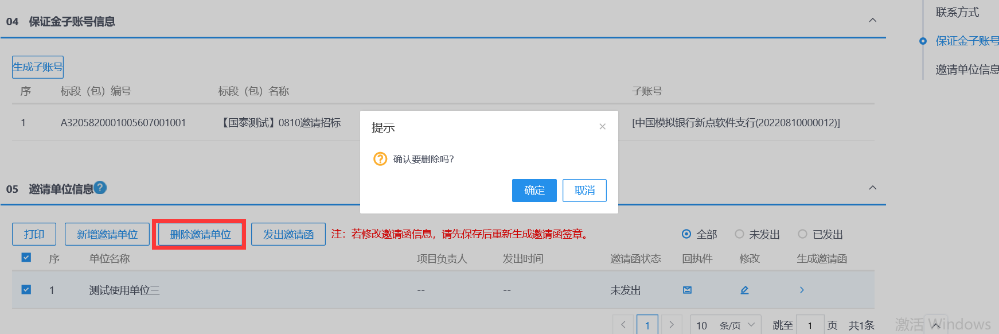 04 保证金子账号信息
联系方式
保证金子账号
邀请单位信息
生成子账号
序 标段（包）编号 标段（包）名称 子账号
1 A3205820001005607001001 【国泰测试】0810邀请招标 [中国模拟银行新点软件支行(20220810000012)]
提示
确认要删除吗?
确定 取消
05 邀请单位信息
打印 新增邀请单位 删除邀请单位 发出邀请函 注：若修改邀请函信息，请先保存后重新生成邀请函签章。 全部 未发出 已发出
序 单位名称 项目负责人 发出时间 邀请函状态 回执件 修改 生成邀请函
1 测试使用单位三 -- -- 未发出
1 10 条/页 跳至 1 页 共1条
激活 Windows